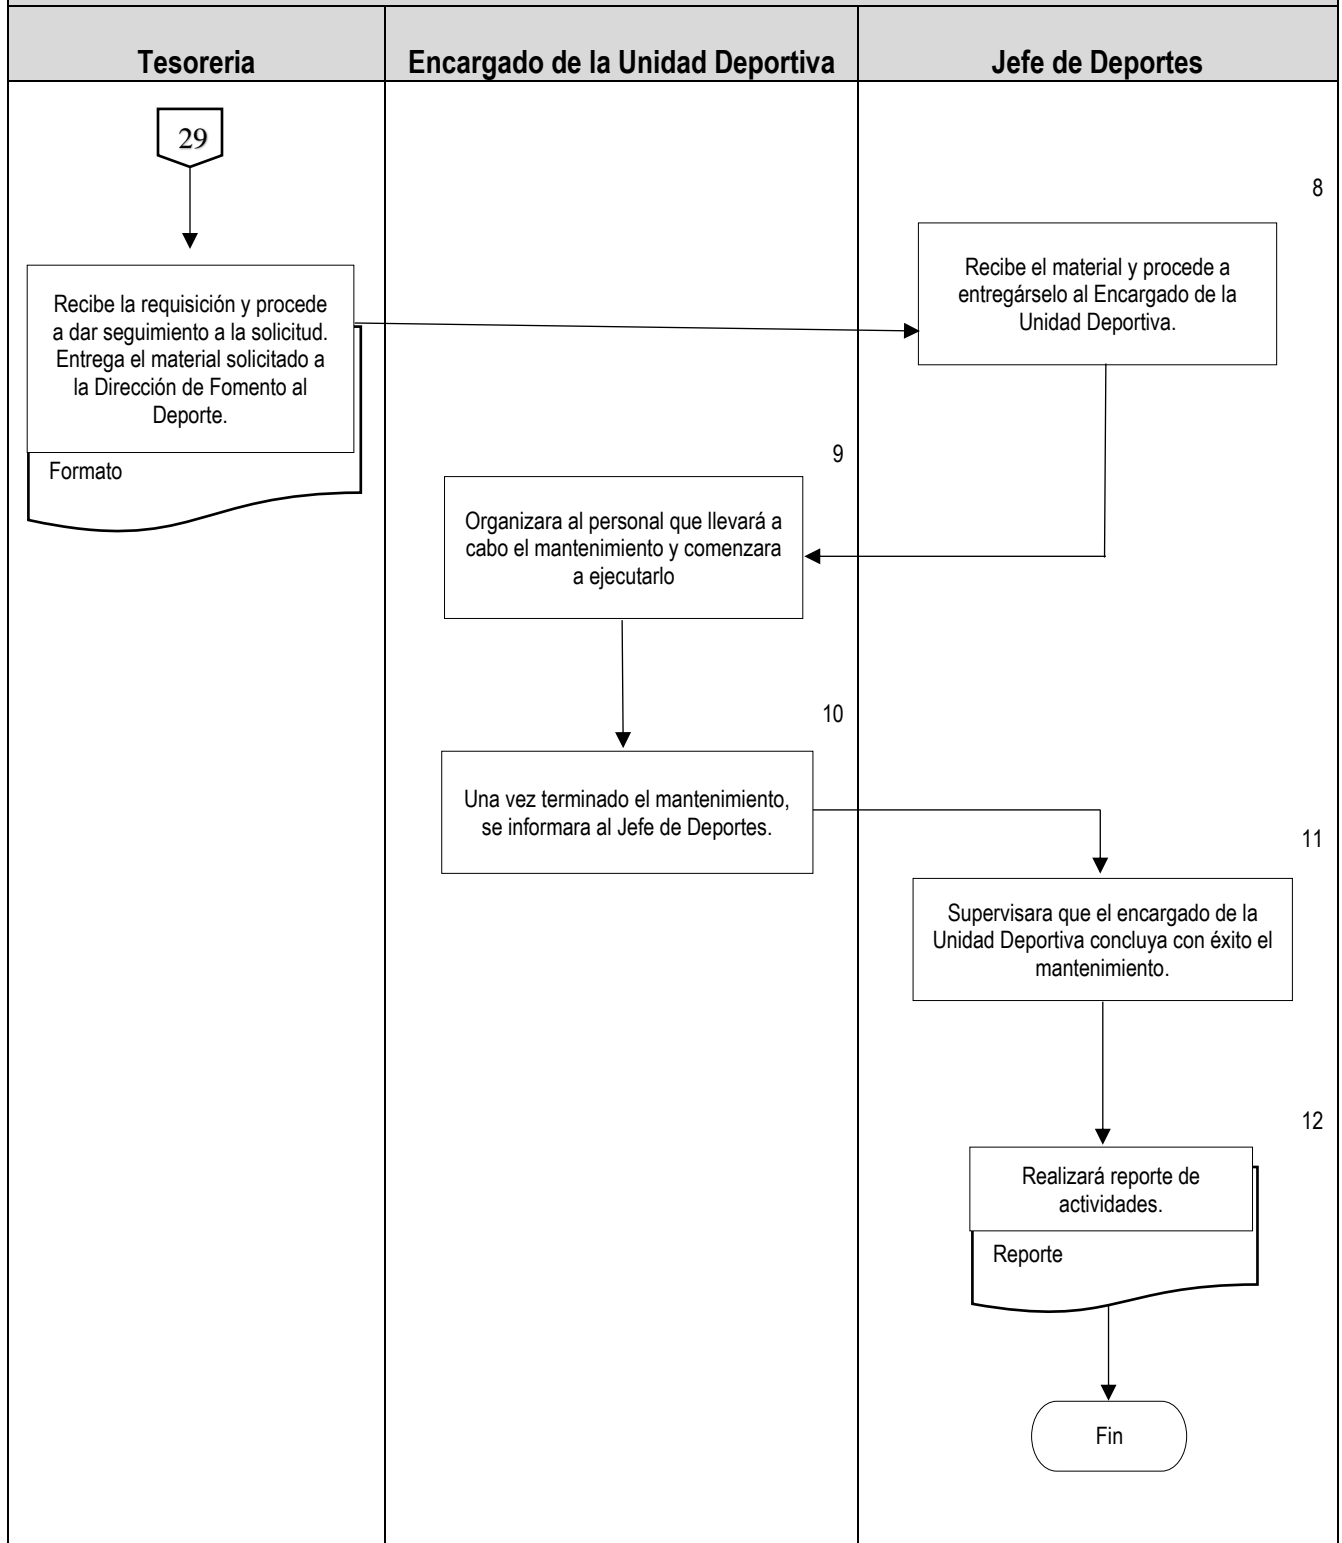 Tesoreria
Encargado de la Unidad Deportiva
Jefe de Deportes
29
Recibe la requisición y procede
a dar seguimiento a la solicitud.
Entrega el material solicitado a
la Dirección de Fomento al
Deporte.
Formato
8
Recibe el material y procede a
entregárselo al Encargado de la
Unidad Deportiva.
9
Organizara al personal que llevará a
cabo el mantenimiento y comenzara
a ejecutarlo
10
Una vez terminado el mantenimiento,
se informara al Jefe de Deportes.
11
Supervisara que el encargado de la
Unidad Deportiva concluya con éxito el
mantenimiento.
12
Realizará reporte de
actividades.
Reporte
Fin